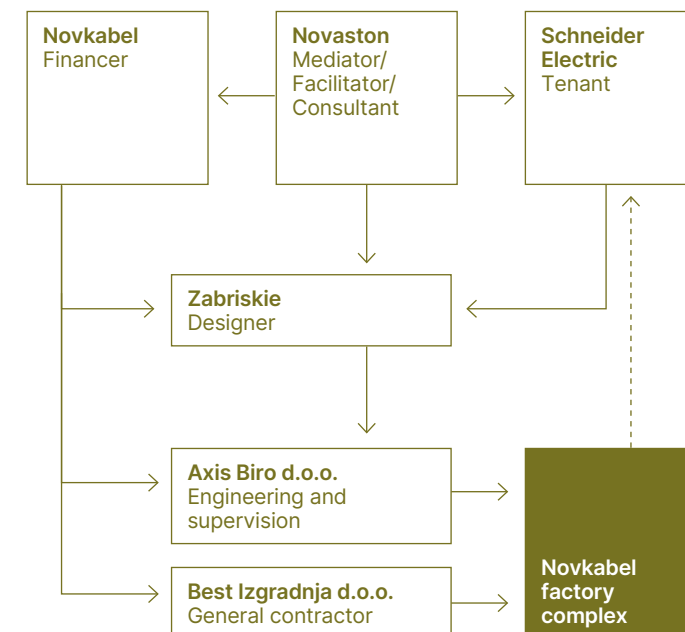 Novkabel
Financer
Novaston
Mediator/
Facilitator/
Consultant
Schneider
Electric
Tenant
Zabriskie
Designer
Axis Biro d.o.o.
Engineering and
supervision
Best Izgradnja d.o.o.
General contractor
Novkabel
factory
complex